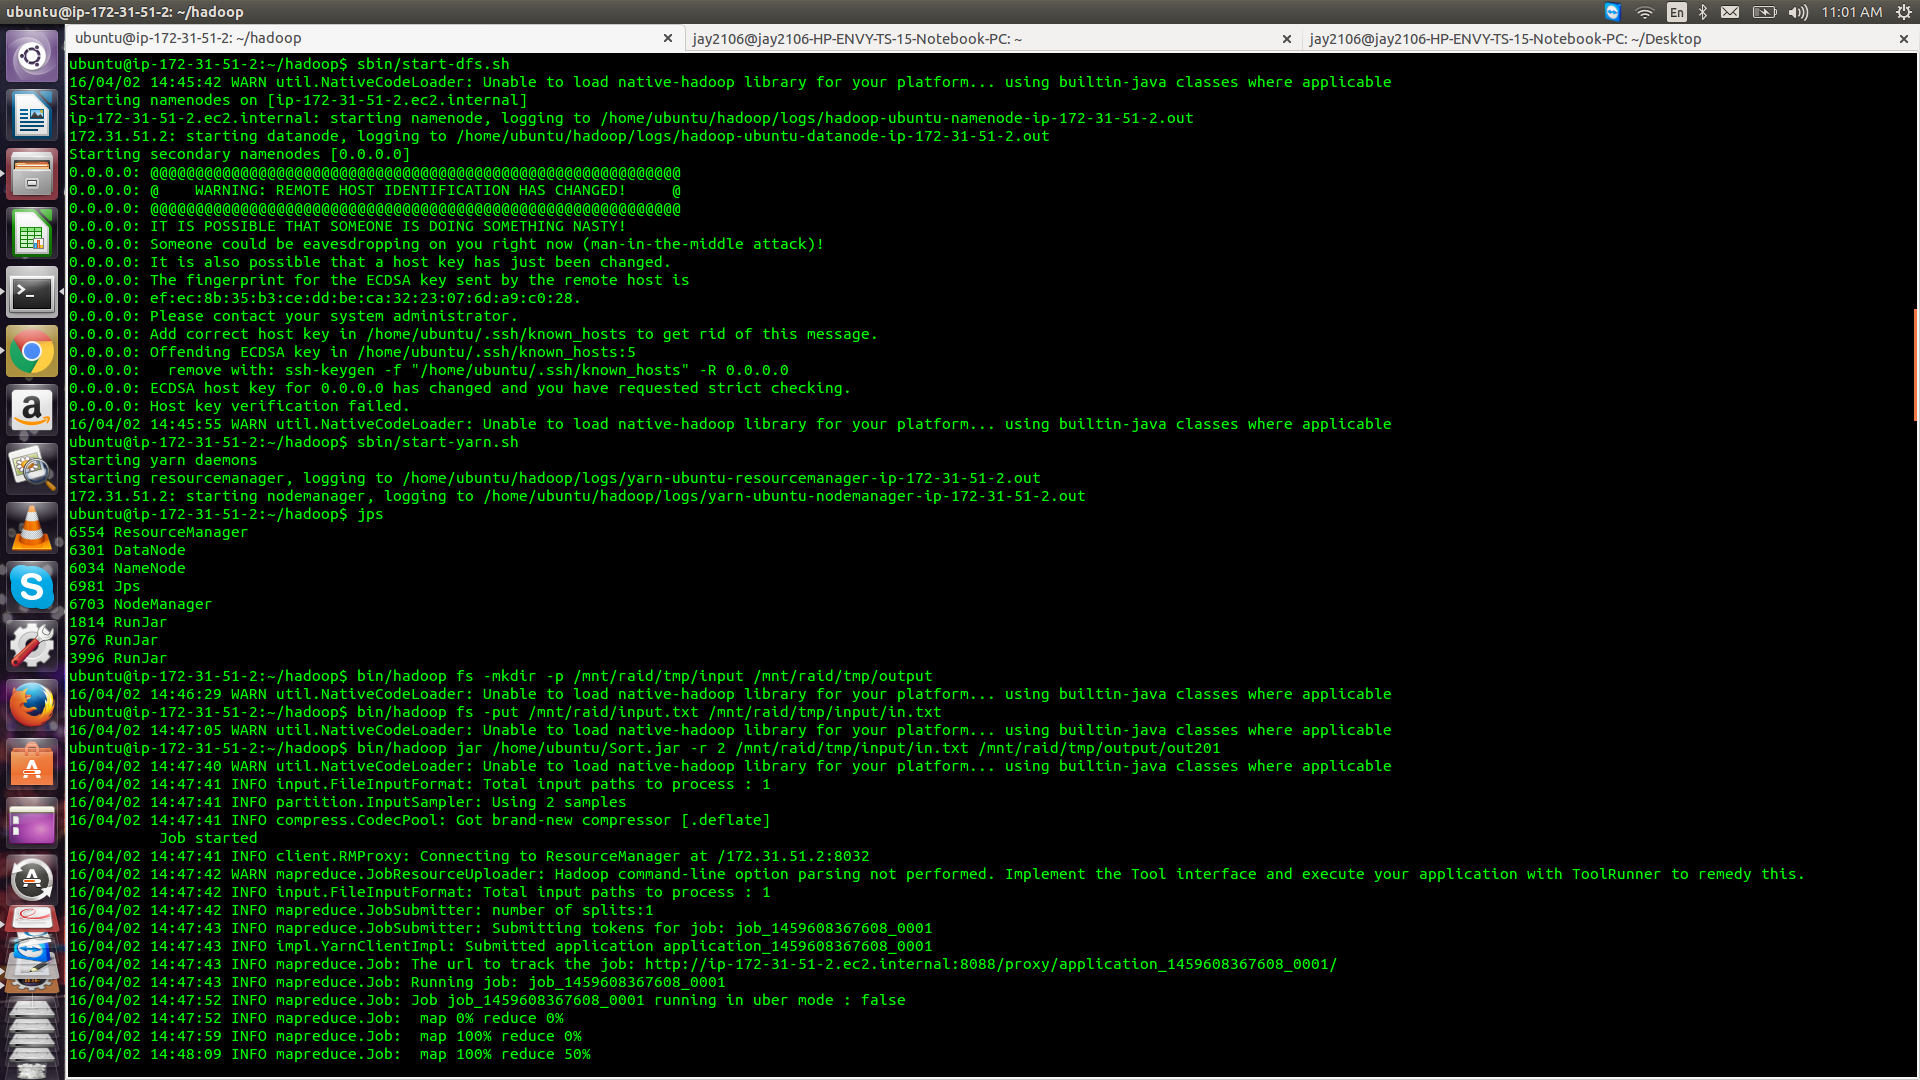 ubuntu@ip-172-31-51-2: ~/hadoop
En
11:01 AM
ubuntu@ip-172-31-51-2: ~/hadoop
jay2106@jay2106-HP-ENVY-TS-15-Notebook-PC: ~
jay2106@jay2106-HP-ENVY-TS-15-Notebook-PC: ~/Desktop
ubuntu@ip-172-31-51-2:~/hadoop$ sbin/start-dfs.sh
16/04/02 14:45:42 WARN util.NativeCodeLoader: Unable to load native-hadoop library for your platform... using builtin-java classes where applicable
Starting namenodes on [ip-172-31-51-2.ec2.internal]
ip-172-31-51-2.ec2.internal: starting namenode, logging to /home/ubuntu/hadoop/logs/hadoop-ubuntu-namenode-ip-172-31-51-2.out
172.31.51.2: starting datanode, logging to /home/ubuntu/hadoop/logs/hadoop-ubuntu-datanode-ip-172-31-51-2.out
Starting secondary namenodes [0.0.0.0]
0.0.0.0: @@@@@@@@@@@@@@@@@@@@@@@@@@@@@@@@@@@@@@@@@@@@@@@@@@@@@@@@@@@
0.0.0.0: @    WARNING: REMOTE HOST IDENTIFICATION HAS CHANGED!     @
0.0.0.0: @@@@@@@@@@@@@@@@@@@@@@@@@@@@@@@@@@@@@@@@@@@@@@@@@@@@@@@@@@@
0.0.0.0: IT IS POSSIBLE THAT SOMEONE IS DOING SOMETHING NASTY!
0.0.0.0: Someone could be eavesdropping on you right now (man-in-the-middle attack)!
0.0.0.0: It is also possible that a host key has just been changed.
0.0.0.0: The fingerprint for the ECDSA key sent by the remote host is
0.0.0.0: ef:ec:8b:35:b3:ce:dd:be:ca:32:23:07:6d:a9:c0:28.
0.0.0.0: Please contact your system administrator.
0.0.0.0: Add correct host key in /home/ubuntu/.ssh/known_hosts to get rid of this message.
0.0.0.0: Offending ECDSA key in /home/ubuntu/.ssh/known_hosts:5
0.0.0.0:   remove with: ssh-keygen -f "/home/ubuntu/.ssh/known_hosts" -R 0.0.0.0
0.0.0.0: ECDSA host key for 0.0.0.0 has changed and you have requested strict checking.
0.0.0.0: Host key verification failed.
16/04/02 14:45:55 WARN util.NativeCodeLoader: Unable to load native-hadoop library for your platform... using builtin-java classes where applicable
ubuntu@ip-172-31-51-2:~/hadoop$ sbin/start-yarn.sh
starting yarn daemons
starting resourcemanager, logging to /home/ubuntu/hadoop/logs/yarn-ubuntu-resourcemanager-ip-172-31-51-2.out
172.31.51.2: starting nodemanager, logging to /home/ubuntu/hadoop/logs/yarn-ubuntu-nodemanager-ip-172-31-51-2.out
ubuntu@ip-172-31-51-2:~/hadoop$ jps
6554 ResourceManager
6301 DataNode
6034 NameNode
6981 Jps
6703 NodeManager
1814 RunJar
976 RunJar
3996 RunJar
ubuntu@ip-172-31-51-2:~/hadoop$ bin/hadoop fs -mkdir -p /mnt/raid/tmp/input /mnt/raid/tmp/output
16/04/02 14:46:29 WARN util.NativeCodeLoader: Unable to load native-hadoop library for your platform... using builtin-java classes where applicable
ubuntu@ip-172-31-51-2:~/hadoop$ bin/hadoop fs -put /mnt/raid/input.txt /mnt/raid/tmp/input/in.txt
16/04/02 14:47:05 WARN util.NativeCodeLoader: Unable to load native-hadoop library for your platform... using builtin-java classes where applicable
ubuntu@ip-172-31-51-2:~/hadoop$ bin/hadoop jar /home/ubuntu/Sort.jar -r 2 /mnt/raid/tmp/input/in.txt /mnt/raid/tmp/output/out201
16/04/02 14:47:40 WARN util.NativeCodeLoader: Unable to load native-hadoop library for your platform... using builtin-java classes where applicable
16/04/02 14:47:41 INFO input.FileInputFormat: Total input paths to process : 1
16/04/02 14:47:41 INFO partition.InputSampler: Using 2 samples
16/04/02 14:47:41 INFO compress.CodecPool: Got brand-new compressor [.deflate]
          Job started
16/04/02 14:47:41 INFO client.RMProxy: Connecting to ResourceManager at /172.31.51.2:8032
16/04/02 14:47:42 WARN mapreduce.JobResourceUploader: Hadoop command-line option parsing not performed. Implement the Tool interface and execute your application with ToolRunner to remedy this.
16/04/02 14:47:42 INFO input.FileInputFormat: Total input paths to process : 1
16/04/02 14:47:42 INFO mapreduce.JobSubmitter: number of splits:1
16/04/02 14:47:43 INFO mapreduce.JobSubmitter: Submitting tokens for job: job_1459608367608_0001
16/04/02 14:47:43 INFO impl.YarnClientImpl: Submitted application application_1459608367608_0001
16/04/02 14:47:43 INFO mapreduce.Job: The url to track the job: http://ip-172-31-51-2.ec2.internal:8088/proxy/application_1459608367608_0001/
16/04/02 14:47:43 INFO mapreduce.Job: Running job: job_1459608367608_0001
16/04/02 14:47:52 INFO mapreduce.Job: Job job_1459608367608_0001 running in uber mode : false
16/04/02 14:47:52 INFO mapreduce.Job:  map 0% reduce 0%
16/04/02 14:47:59 INFO mapreduce.Job:  map 100% reduce 0%
16/04/02 14:48:09 INFO mapreduce.Job:  map 100% reduce 50%